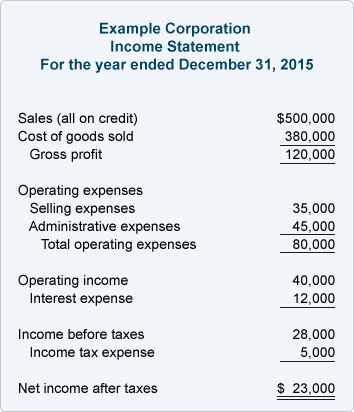 Example Corporation
Income Statement
For the year ended December 31, 2015
Sales (all on credit) $500,000
Cost of goods sold 380,000
Gross profit 120,000
Operating expenses
Selling expenses 35,000
Administrative expenses 45,000
Total operating expenses 80,000
Operating income 40,000
Interest expense 12,000
Income before taxes 28,000
Income tax expense 5,000
Net income after taxes $ 23,000